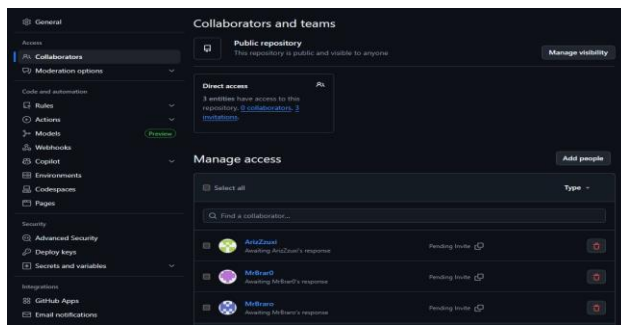 General
Access
Collaborators
Moderation options
Code and automation
Rules
Actions
Models Preview
Webhooks
Copilot
Environments
Codespaces
Pages
Security
Advanced Security
Deploy keys
Secrets and variables
Integrations
GitHub Apps
Email notifications
Collaborators and teams
Public repository
This repository is public and visible to anyone
Manage visibility
Direct access
3 entities have access to this
repository. 0 collaborators. 3
invitations.
Manage access
Add people
Select all
Type
Find a collaborator...
ArizZzuxi
Awaiting ArizZzuxi's response
Pending Invite
MrBrar0
Awaiting MrBrar0's response
Pending Invite
MrBraro
Awaiting MrBraro's response
Pending Invite